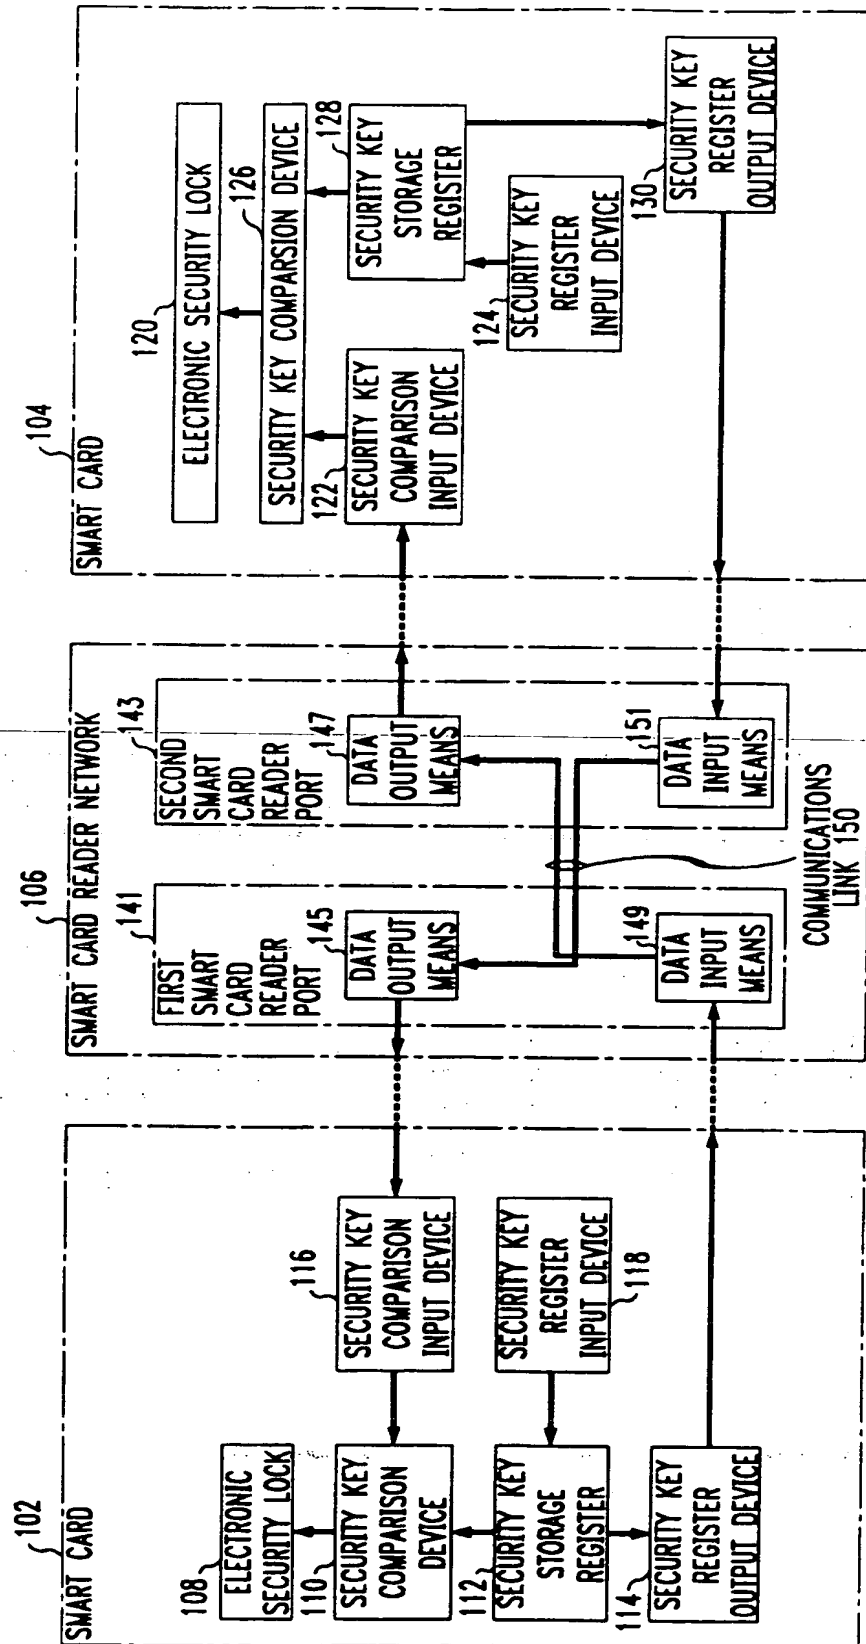 102
SMART CARD
108
ELECTRONIC
SECURITY LOCK
110
SECURITY KEY
COMPARISON
DEVICE
112
SECURITY KEY
STORAGE
REGISTER
114
SECURITY KEY
REGISTER
OUTPUT DEVICE
116
SECURITY KEY
COMPARISON
INPUT DEVICE
SECURITY KEY
REGISTER
INPUT DEVICE
118
106
SMART CARD READER NETWORK
141
FIRST
SMART
CARD
READER
PORT
145
DATA
OUTPUT
MEANS
149
DATA
INPUT
MEANS
143
SECOND
SMART
CARD
READER
PORT
147
DATA
OUTPUT
MEANS
151
DATA
INPUT
MEANS
COMMUNICATIONS
LINK 150
104
SMART CARD
120
ELECTRONIC SECURITY LOCK
126
SECURITY KEY COMPARSION DEVICE
122
SECURITY KEY
COMPARISON
INPUT DEVICE
128
SECURITY KEY
STORAGE
REGISTER
124
SECURITY KEY
REGISTER
INPUT DEVICE
130
SECURITY KEY
REGISTER
OUTPUT DEVICE